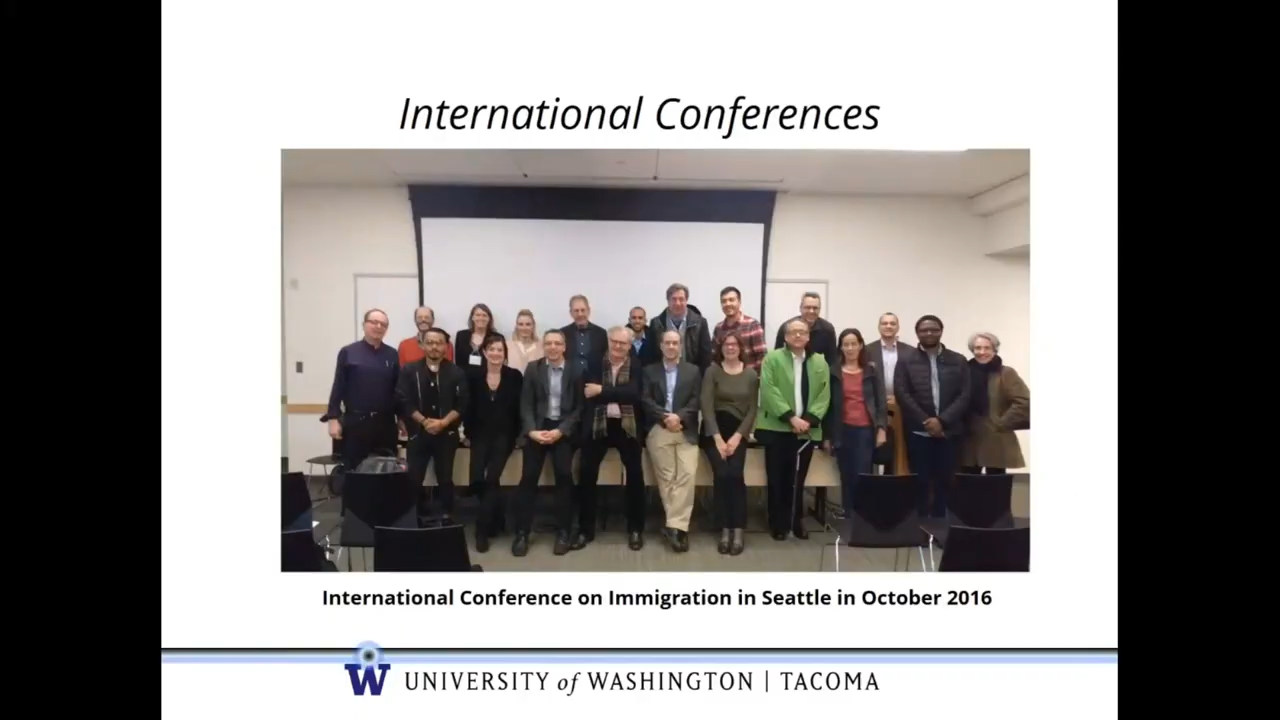 International Conferences
International Conference on Immigration in Seattle in October 2016
W UNIVERSITY of WASHINGTON | TACOMA